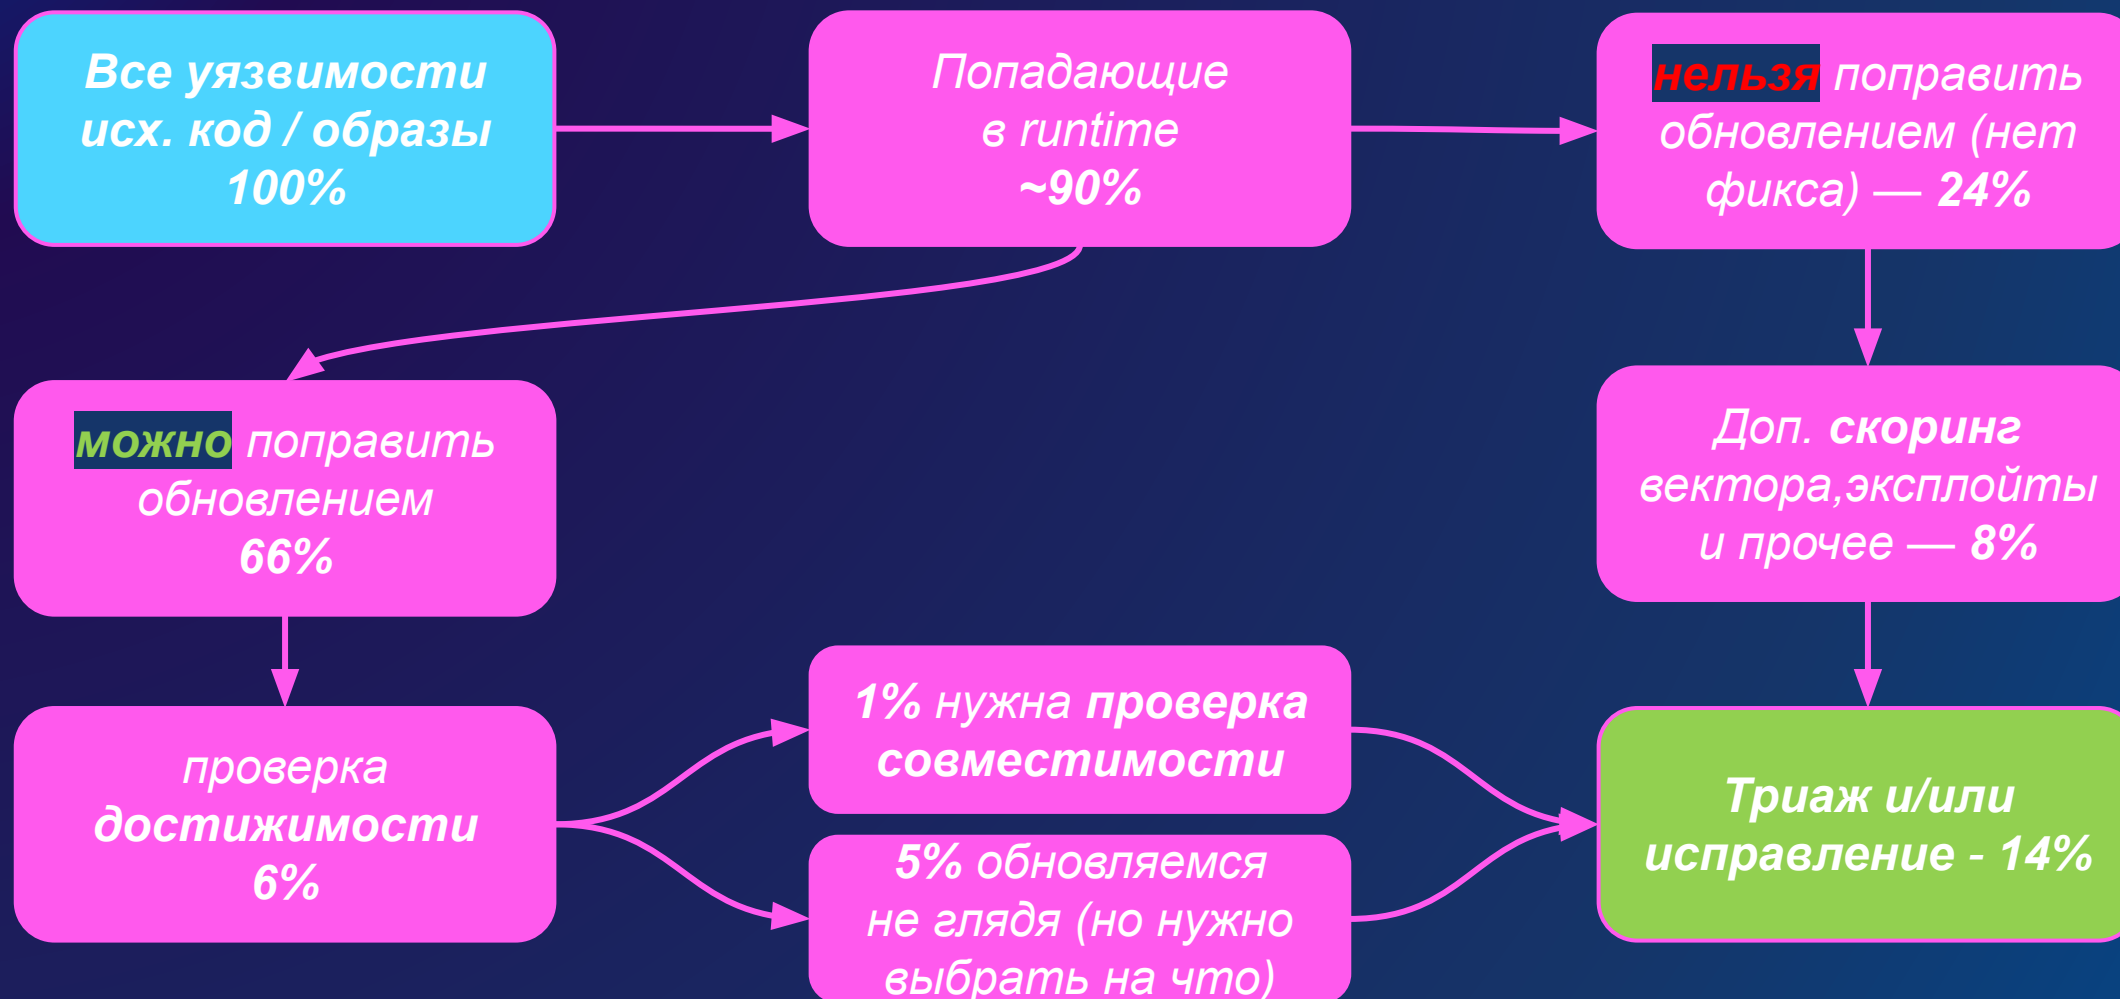 Все уязвимости
исх. код / образы
100%
Попадающие
в runtime
~90%
нельзя поправить
обновлением (нет
фикса) — 24%
можно поправить
обновлением
66%
Доп. скоринг
вектора,эксплойты
и прочее — 8%
проверка
достижимости
6%
1% нужна проверка
совместимости
5% обновляемся
не глядя (но нужно
выбрать на что)
Триаж и/или
исправление - 14%